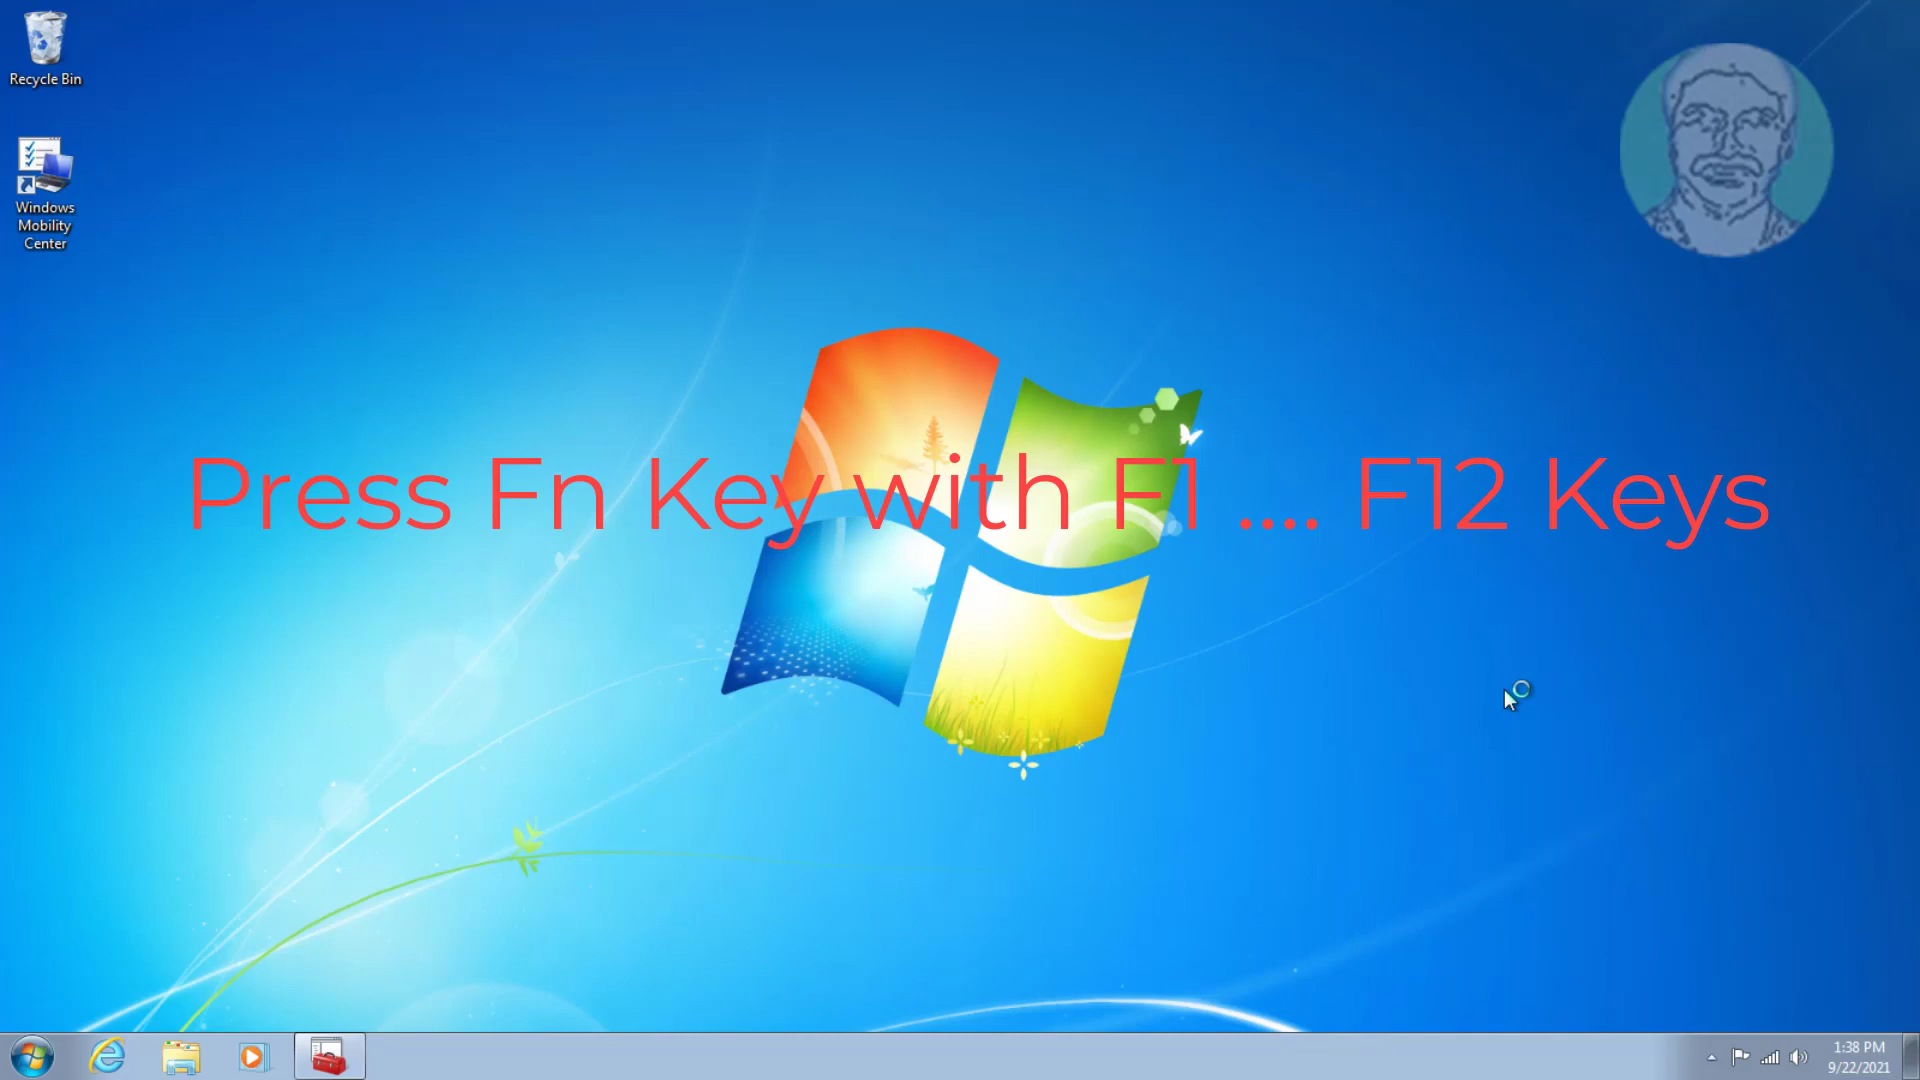 Recycle Bin
Windows
Mobility
Center
Press Fn Key with F1 .... F12 Keys
1:38 PM
9/22/2021